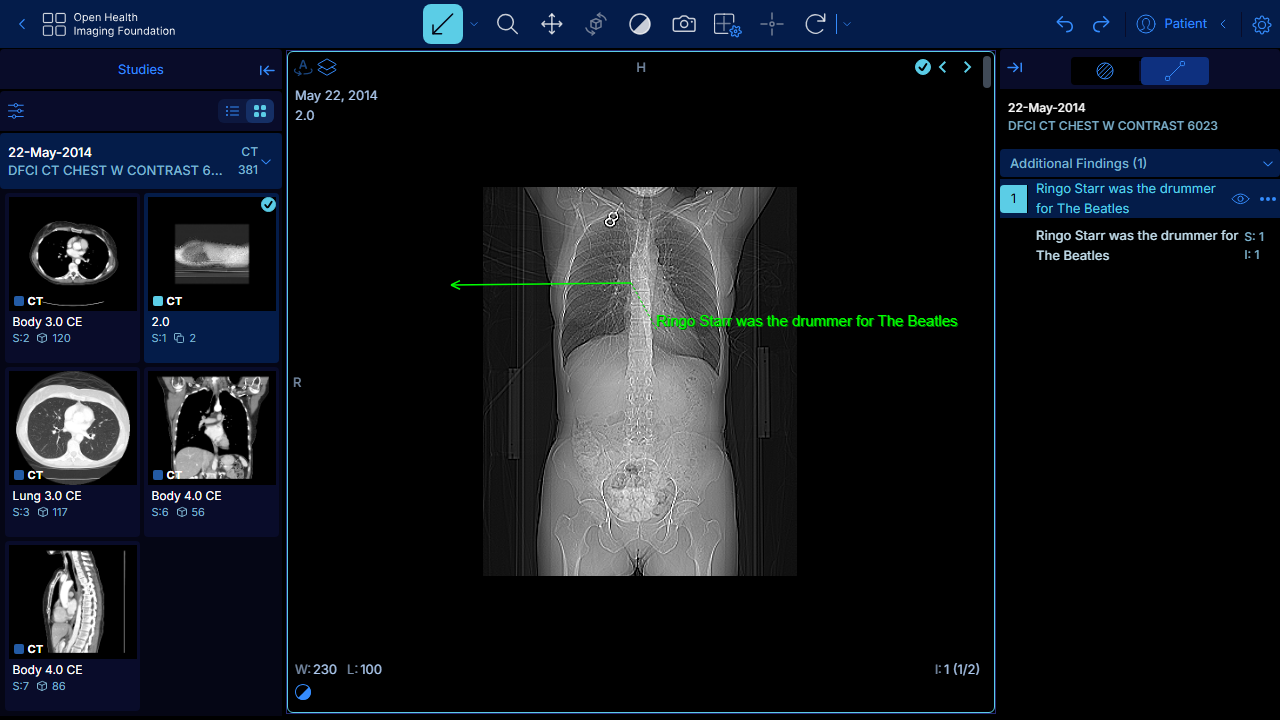 Open Health
Imaging Foundation
Patient
Studies
22-May-2014
DFCI CT CHEST W CONTRAST 6...
CT
381
CT
Body 3.0 CE
S:2 120
CT
2.0
S:1 2
CT
Lung 3.0 CE
S:3 117
CT
Body 4.0 CE
S:6 56
CT
Body 4.0 CE
S:7 86
A
H
May 22, 2014
2.0
R
Ringo Starr was the drummer for The Beatles
W: 230 L: 100
I: 1 (1/2)
22-May-2014
DFCI CT CHEST W CONTRAST 6023
Additional Findings (1)
1
Ringo Starr was the drummer
for The Beatles
Ringo Starr was the drummer for
The Beatles
S: 1
I: 1